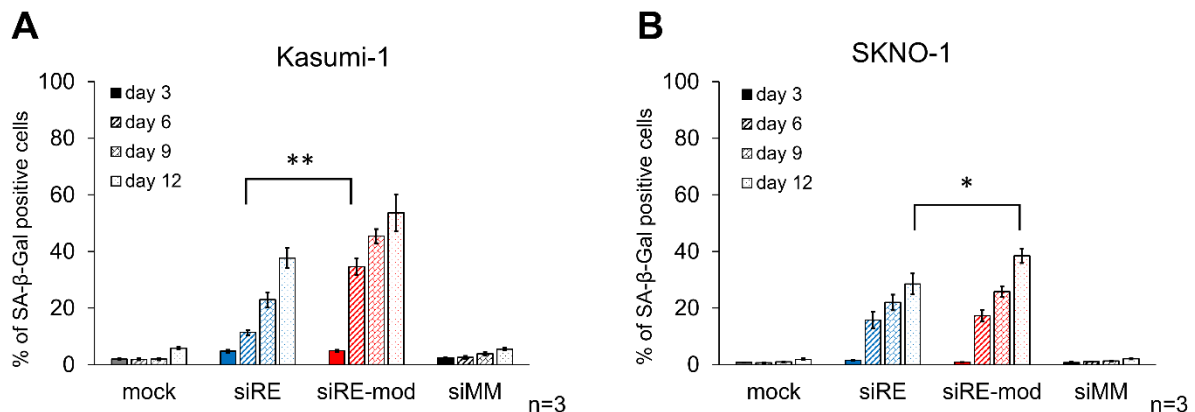 A
Kasumi-1
% of SA-β-Gal positive cells
100
80
60
40
20
0
day 3
day 6
day 9
day 12
**
mock
siRE
siRE-mod
siMM
n=3
B
SKNO-1
% of SA-β-Gal positive cells
100
80
60
40
20
0
day 3
day 6
day 9
day 12
*
mock
siRE
siRE-mod
siMM
n=3